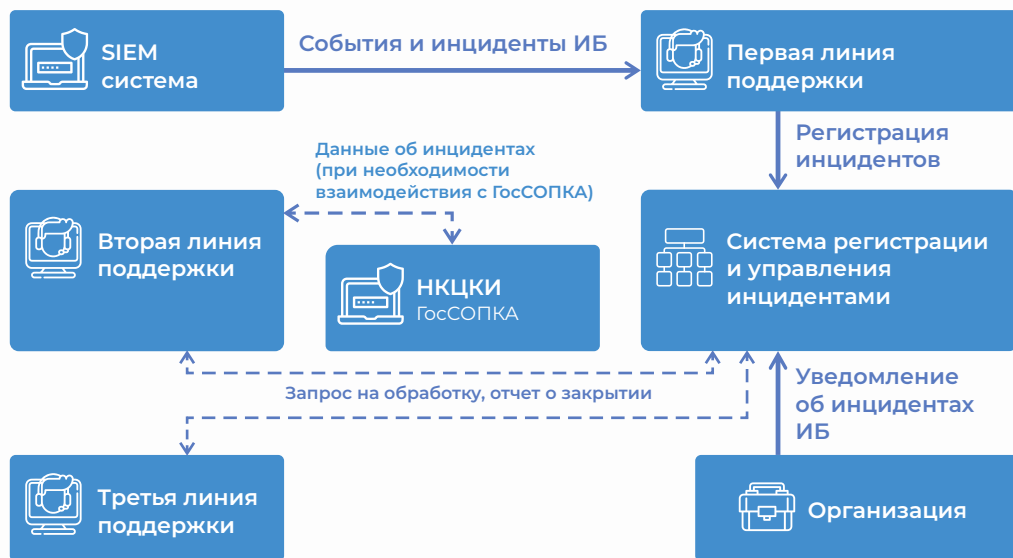 SIEM
система
События и инциденты ИБ
Первая линия
поддержки
Регистрация
инцидентов
Данные об инцидентах
(при необходимости
взаимодействия с ГосСОПКА)
Вторая линия
поддержки
НКЦКИ
ГосСОПКА
Система регистрации
и управления
инцидентами
Запрос на обработку, отчет о закрытии
Уведомление
об инцидентах
ИБ
Третья линия
поддержки
Организация